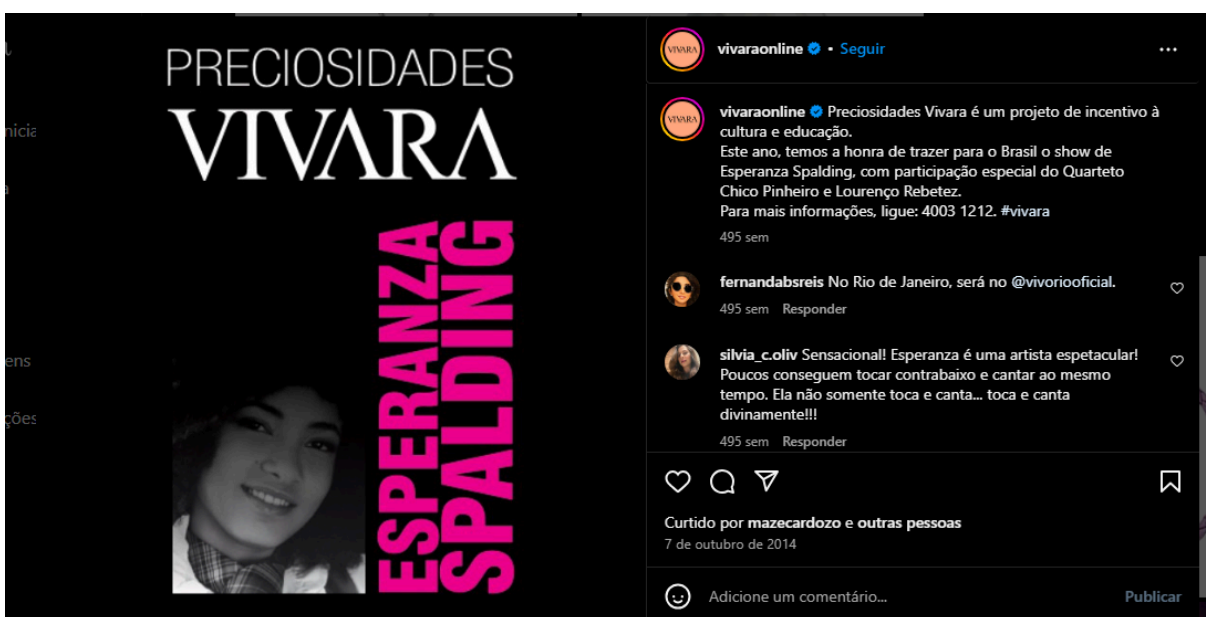 PRECIOSIDADES
VIVARA
ESPERANZA
SPALDING
VIVARA
vivaraonline • Seguir
VIVARA
vivaraonline Preciosidades Vivara é um projeto de incentivo à
cultura e educação.
Este ano, temos a honra de trazer para o Brasil o show de
Esperanza Spalding, com participação especial do Quarteto
Chico Pinheiro e Lourenço Rebetez.
Para mais informações, ligue: 4003 1212. #vivara
495 sem
fernandabsreis No Rio de Janeiro, será no @vivoriooficial.
495 sem Responder
silvia_c.oliv Sensacional! Esperanza é uma artista espetacular!
Poucos conseguem tocar contrabaixo e cantar ao mesmo
tempo. Ela não somente toca e canta... toca e canta
divinamente!!!
495 sem Responder
Curtido por mazecardozo e outras pessoas
7 de outubro de 2014
Adicione um comentário...
Publicar